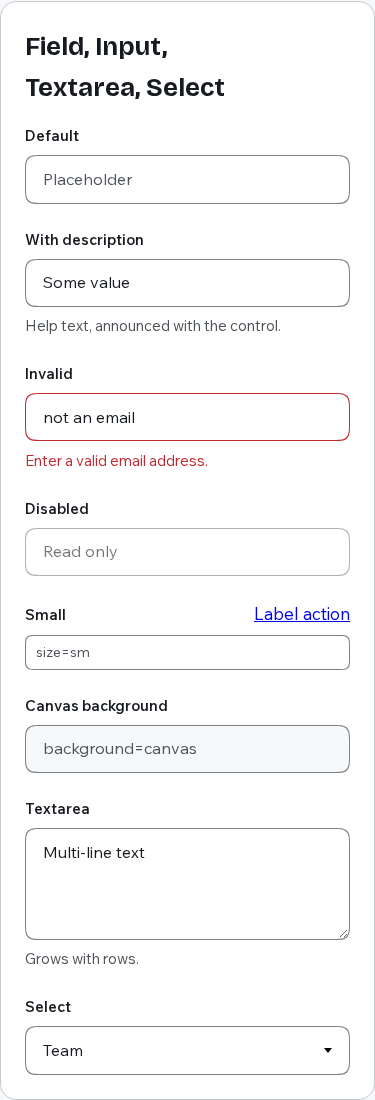 Field, Input,
Textarea, Select
Default
Placeholder
With description
Some value
Help text, announced with the control.
Invalid
not an email
Enter a valid email address.
Disabled
Read only
Small Label action
size=sm
Canvas background
background=canvas
Textarea
Multi-line text
Grows with rows.
Select
Team